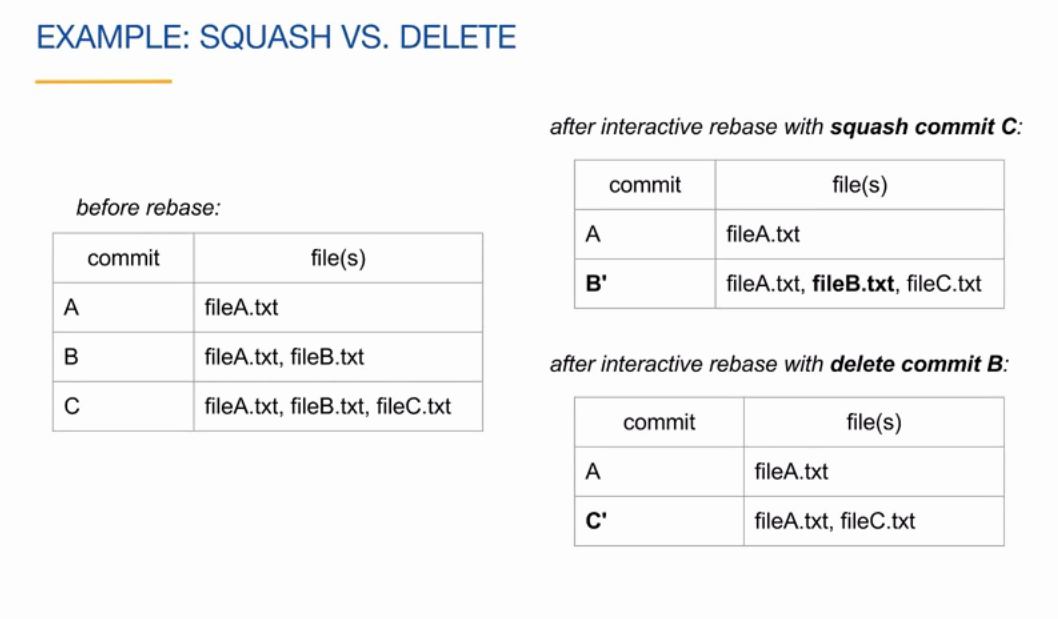 EXAMPLE: SQUASH VS. DELETE
before rebase:
commit file(s)
A fileA.txt
B fileA.txt, fileB.txt
C fileA.txt, fileB.txt, fileC.txt
after interactive rebase with squash commit C:
commit file(s)
A fileA.txt
B' fileA.txt, fileB.txt, fileC.txt
after interactive rebase with delete commit B:
commit file(s)
A fileA.txt
C' fileA.txt, fileC.txt